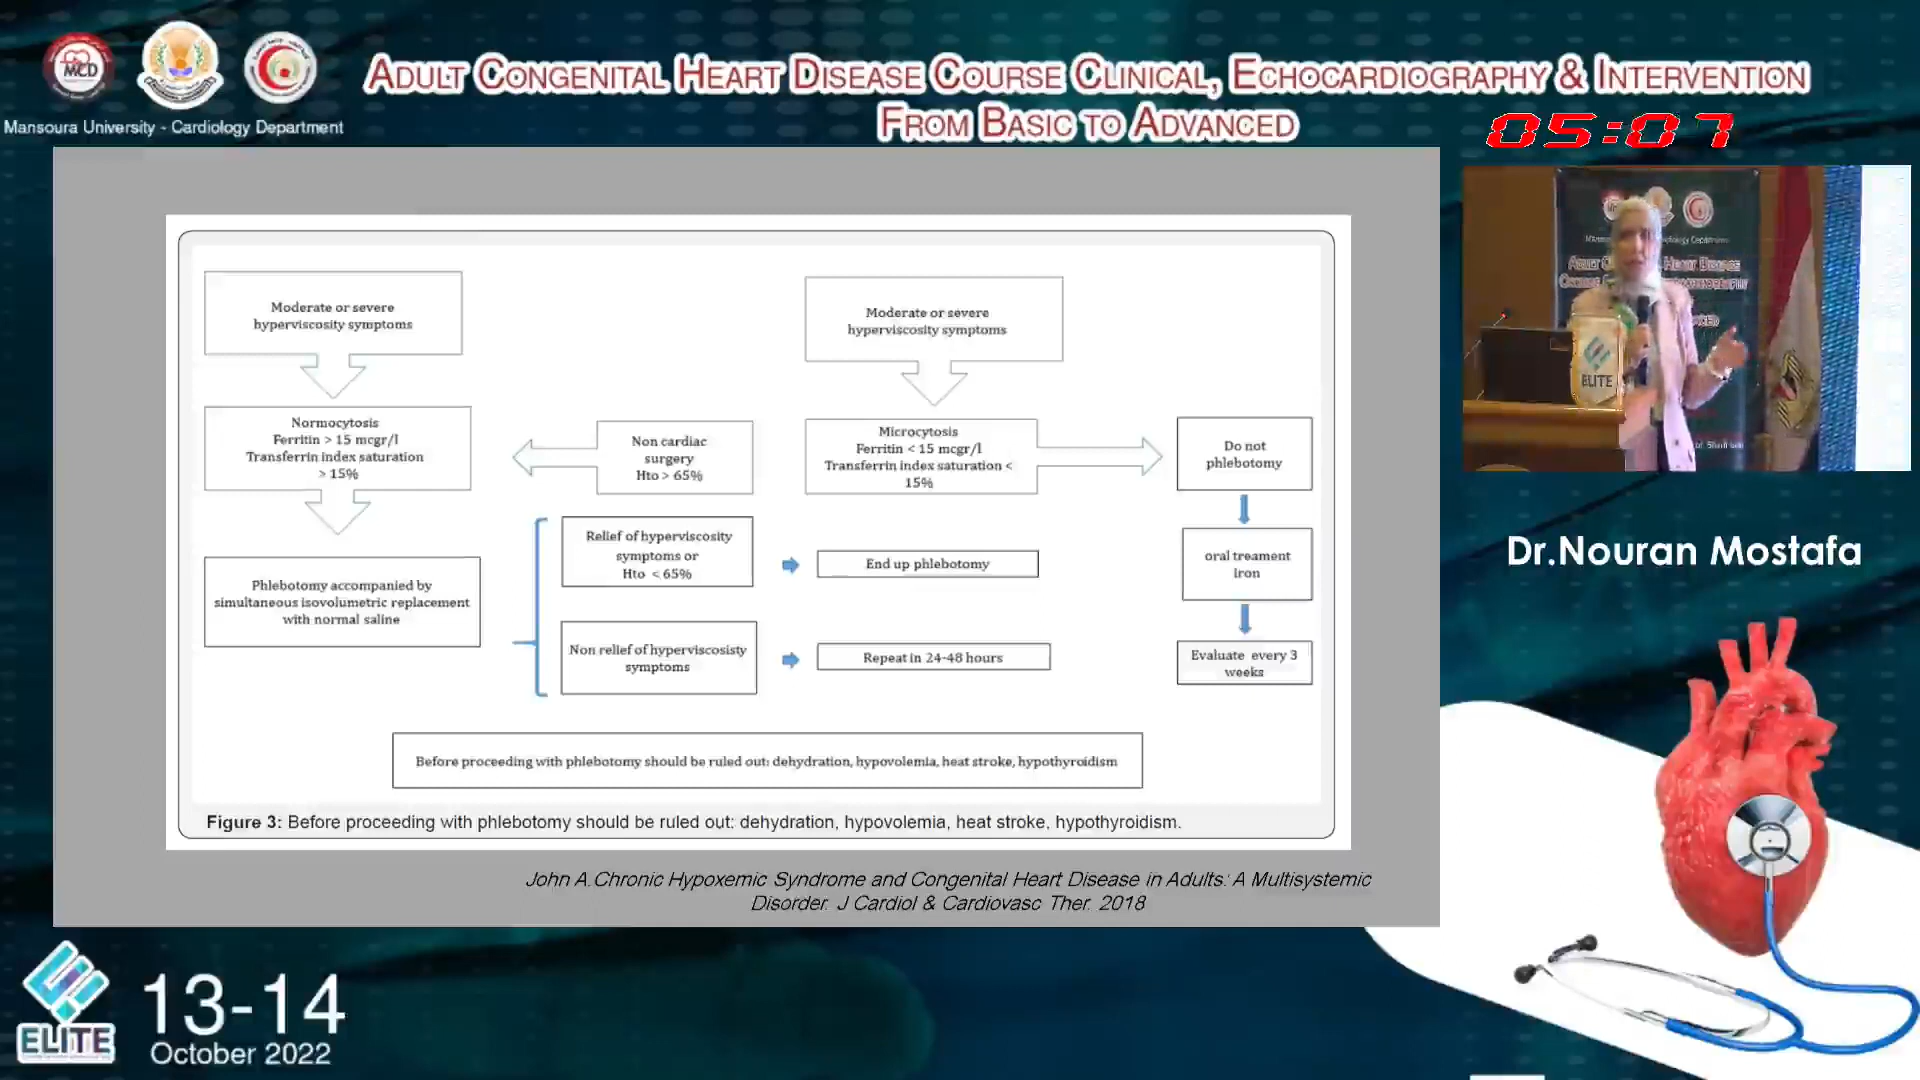 ADULT CONGENITAL HEART DISEASE COURSE CLINICAL, ECHOCARDIOGRAPHY & INTERVENTION
FROM BASIC TO ADVANCED
MCD
Mansoura University - Cardiology Department
05:07
Moderate or severe
hyperviscosity symptoms
Moderate or severe
hyperviscosity symptoms
Normocytosis
Ferritin > 15 mcgr/l
Transferrin index saturation
> 15%
Non cardiac
surgery
Hto > 65%
Microcytosis
Ferritin < 15 mcgr/l
Transferrin index saturation <
15%
Do not
phlebotomy
Phlebotomy accompanied by
simultaneous isovolumetric replacement
with normal saline
Relief of hyperviscosity
symptoms or
Hto < 65%
End up phlebotomy
oral treament
iron
Non relief of hyperviscosisty
symptoms
Repeat in 24-48 hours
Evaluate every 3
weeks
Before proceeding with phlebotomy should be ruled out: dehydration, hypovolemia, heat stroke, hypothyroidism
Figure 3: Before proceeding with phlebotomy should be ruled out: dehydration, hypovolemia, heat stroke, hypothyroidism.
John A.Chronic Hypoxemic Syndrome and Congenital Heart Disease in Adults: A Multisystemic
Disorder. J Cardiol & Cardiovasc Ther. 2018
ELITE
Dr.Nouran Mostafa
ELITE
13-14
October 2022